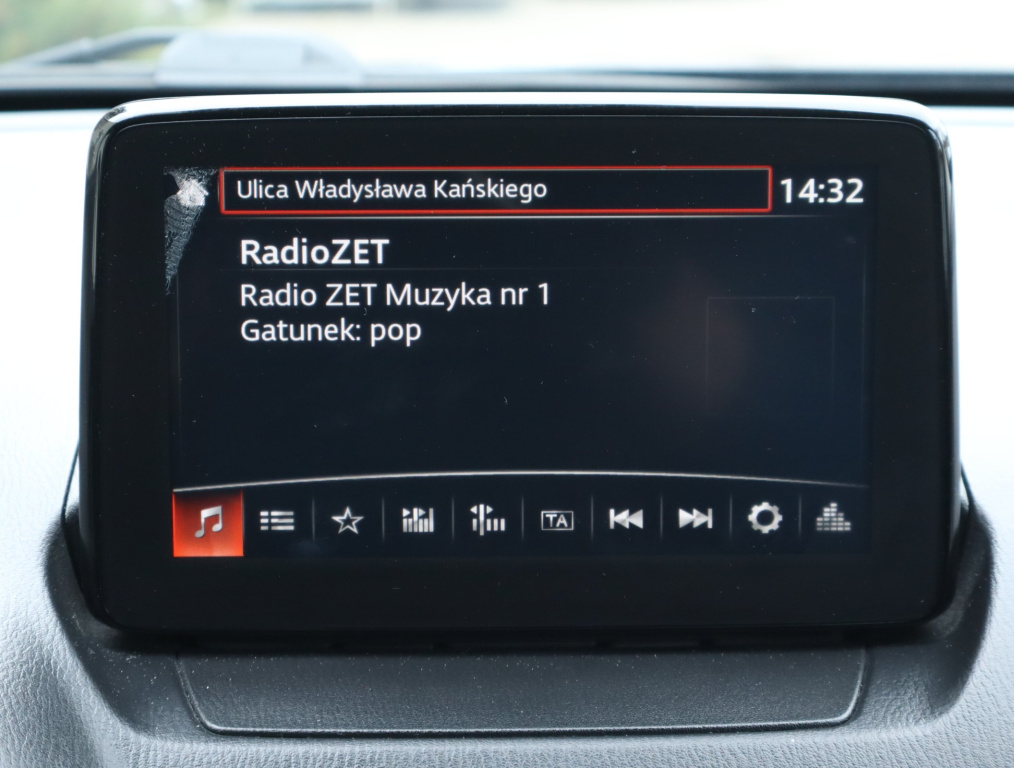 Ulica Władysława Kańskiego
14:32
RadioZET
Radio ZET Muzyka nr 1
Gatunek: pop
TA